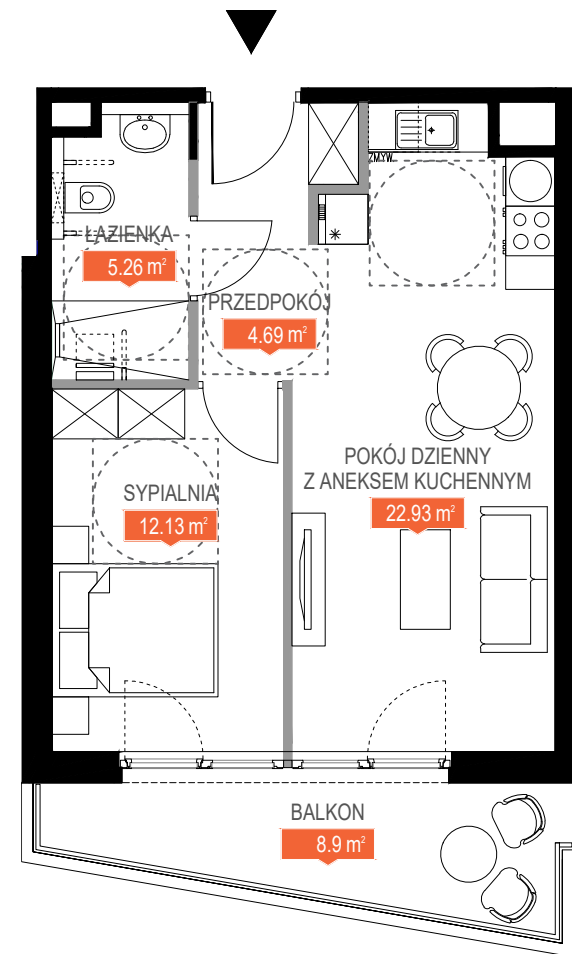 ZMYW
ŁAZIENKA
5.26 m²
PRZEDPOKÓJ
4.69 m²
POKÓJ DZIENNY
Z ANEKSEM KUCHENNYM
22.93 m²
SYPIALNIA
12.13 m²
BALKON
8.9 m²